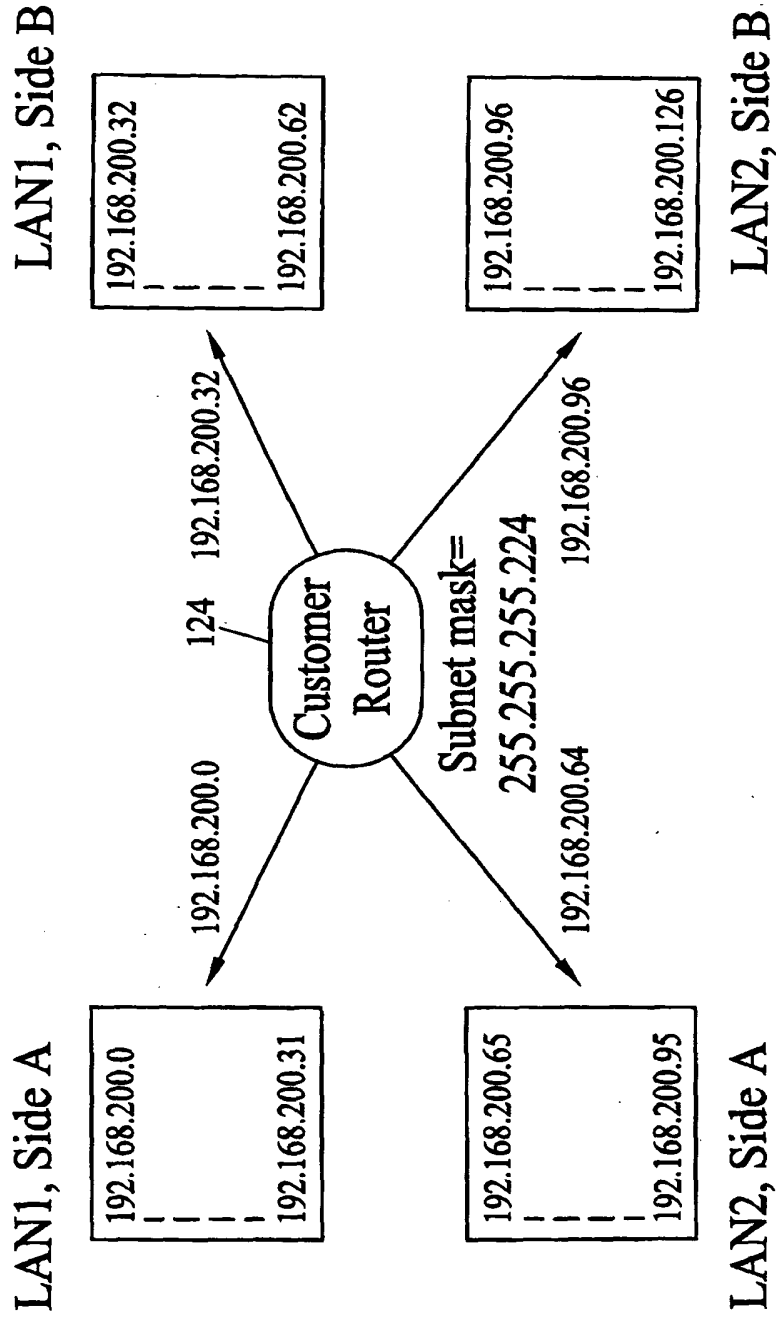 LAN1, Side A
192.168.200.0
192.168.200.31
LAN1, Side B
192.168.200.32
192.168.200.62
192.168.200.0
124
192.168.200.32
Customer
Router
Subnet mask=
255.255.255.224
192.168.200.64
192.168.200.96
192.168.200.65
192.168.200.95
LAN2, Side A
192.168.200.96
192.168.200.126
LAN2, Side B